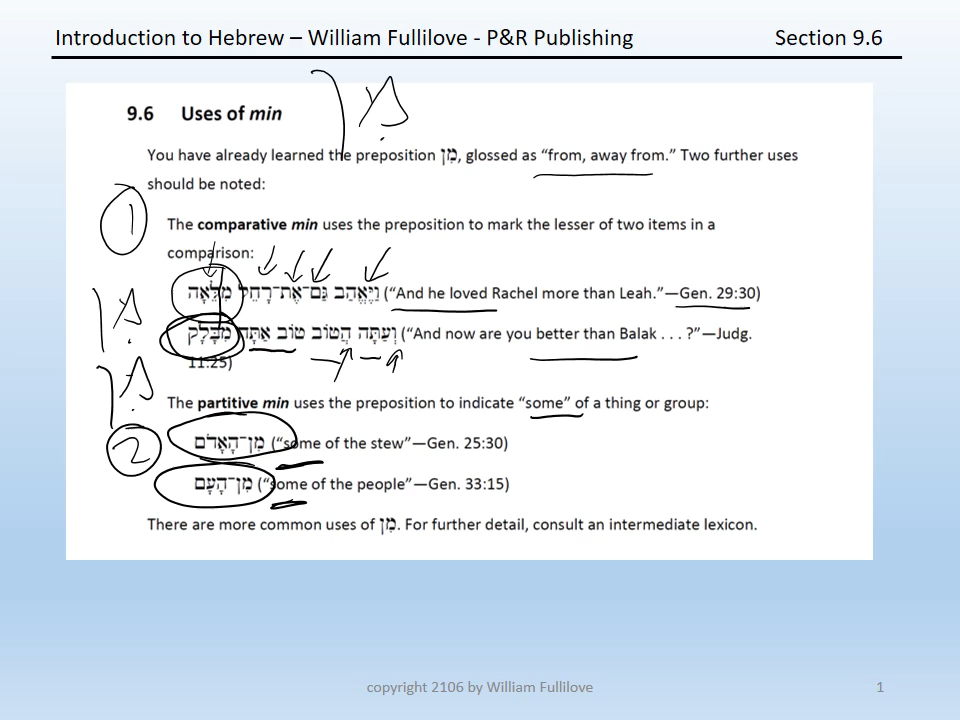 Introduction to Hebrew – William Fullilove - P&R Publishing Section 9.6
מִן
9.6 Uses of min
You have already learned the preposition מִן, glossed as “from, away from.” Two further uses
should be noted:
1
The comparative min uses the preposition to mark the lesser of two items in a
comparison:
וַיֶּאֱהַב גַּם־אֶת־רָחֵל מִלֵּאָה (“And he loved Rachel more than Leah.”—Gen. 29:30)
מִן
וְעַתָּה הֲטוֹב טוֹב אַתָּה מִבָּלָק (“And now are you better than Balak . . . ?”—Judg.
11:25)
מִן
The partitive min uses the preposition to indicate “some” of a thing or group:
2
מִן־הָאָדֹם (“some of the stew”—Gen. 25:30)
מִן־הָעָם (“some of the people”—Gen. 33:15)
There are more common uses of מִן. For further detail, consult an intermediate lexicon.
copyright 2106 by William Fullilove 1